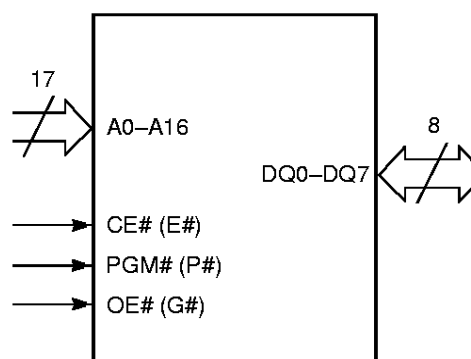 17
A0–A16
8
DQ0–DQ7
CE# (E#)
PGM# (P#)
OE# (G#)